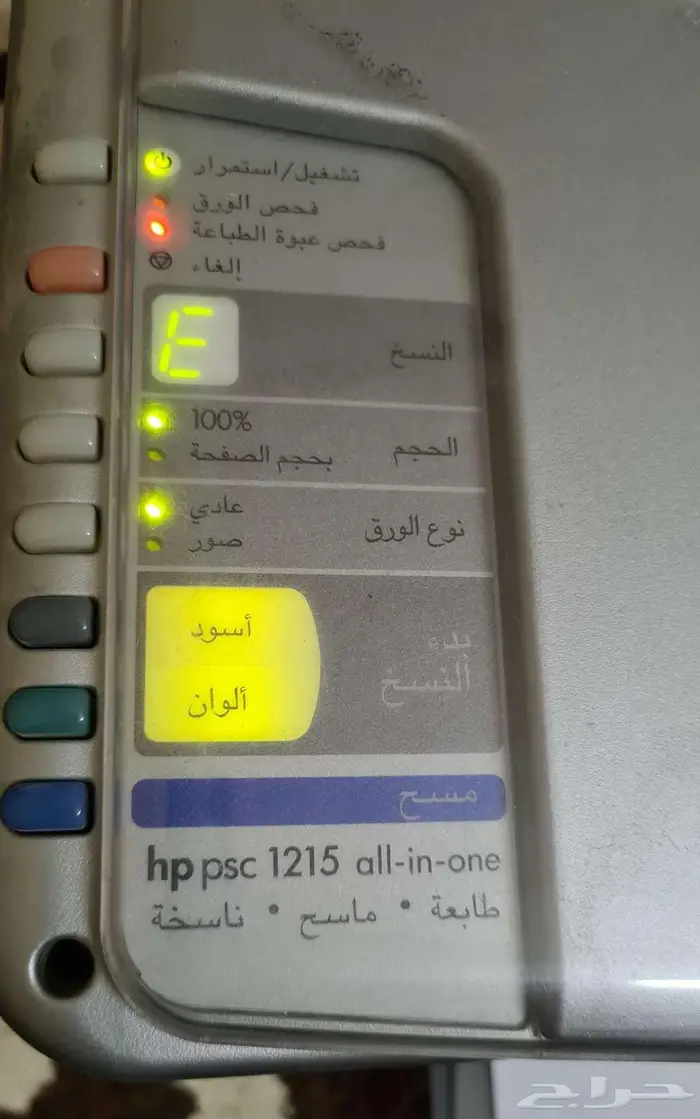 تشغيل/استمرار
فحص الورق
فحص عبوة الطباعة
إلغاء
E
النسخ
100%
الحجم
بحجم الصفحة
عادي
نوع الورق
صور
أسود
بدء
النسخ
ألوان
مسح
hp psc 1215 all-in-one
طابعة • ماسح • ناسخة
حراج